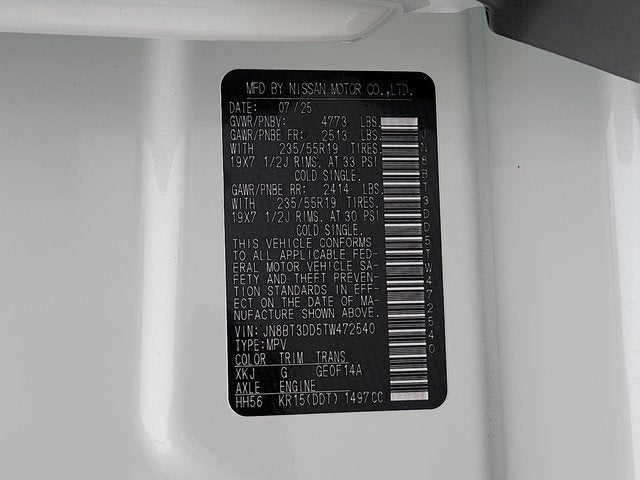 MFD BY NISSAN MOTOR CO.,LTD.
DATE: 07/25
GVWR/PNBV: 4773 LBS
GAWR/PNBE FR: 2513 LBS
WITH 235/55R19 TIRES.
19X7 1/2J RIMS. AT 33 PSI
COLD SINGLE.
GAWR/PNBE RR: 2414 LBS
WITH 235/55R19 TIRES.
19X7 1/2J RIMS. AT 30 PSI
COLD SINGLE.
THIS VEHICLE CONFORMS
TO ALL APPLICABLE FED-
ERAL MOTOR VEHICLE SA-
FETY AND THEFT PREVEN-
TION STANDARDS IN EFF-
ECT ON THE DATE OF MA-
NUFACTURE SHOWN ABOVE.
VIN: JN8BT3DD5TW472540
TYPE:MPV
COLOR TRIM TRANS
XKJ G GE0F14A
AXLE ENGINE
HH56 KR15(DDT) 1497CC
JN8BT3DD5TW472540